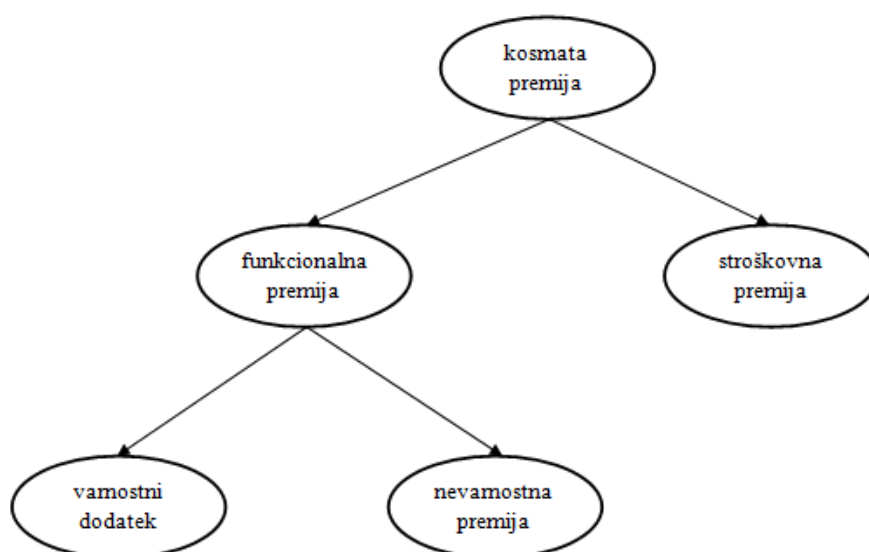 kosmata
premija
funkcionalna
premija
stroškovna
premija
varnostni
dodatek
nevarnostna
premija